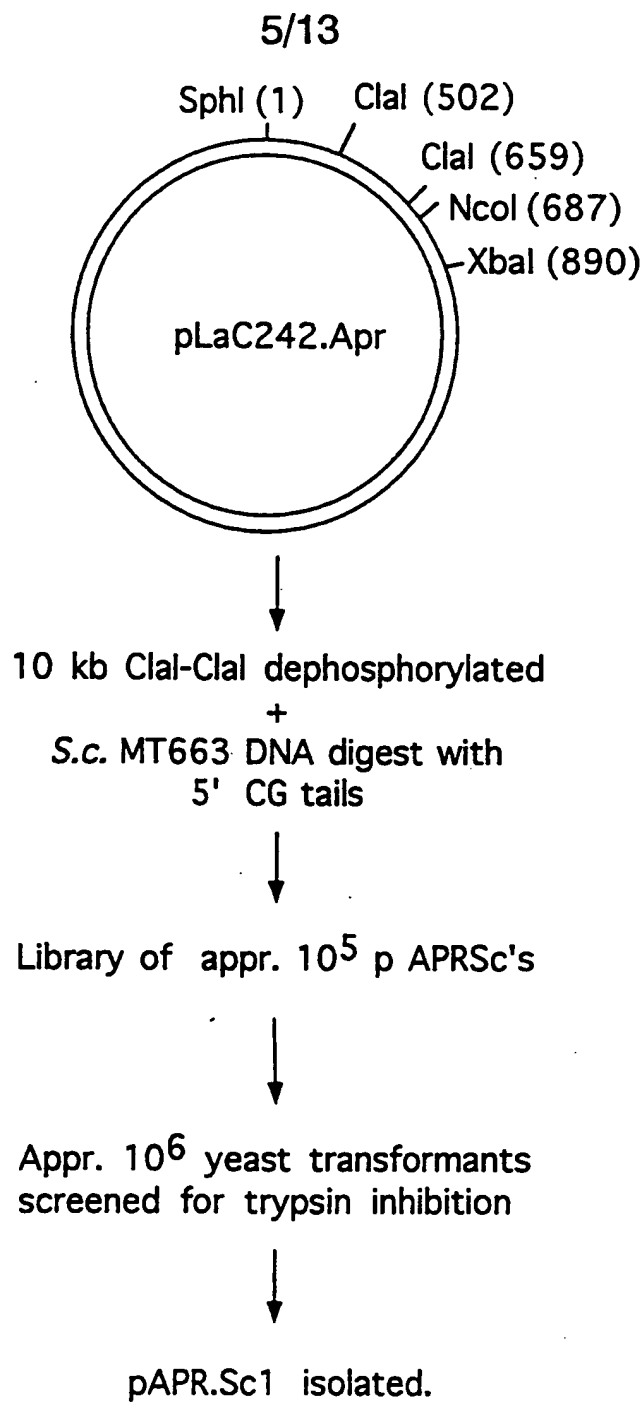 5/13
SphI (1)
ClaI (502)
ClaI (659)
NcoI (687)
XbaI (890)
pLaC242.Apr
10 kb ClaI-ClaI dephosphorylated
+
S.c. MT663 DNA digest with
5' CG tails
Library of appr. 10⁵ p APRSc's
Appr. 10⁶ yeast transformants
screened for trypsin inhibition
pAPR.Sc1 isolated.